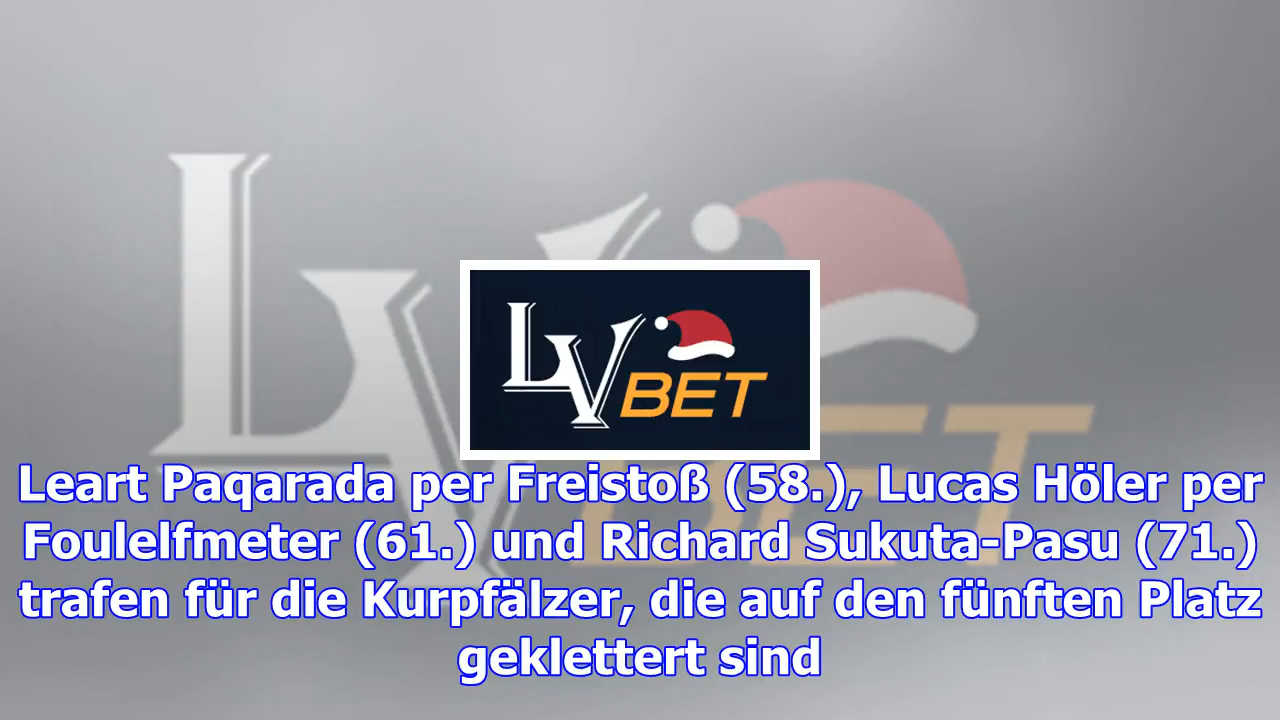 LV BET
Leart Paqarada per Freistoß (58.), Lucas Höler per
Foulelfmeter (61.) und Richard Sukuta-Pasu (71.)
trafen für die Kurpfälzer, die auf den fünften Platz
geklettert sind